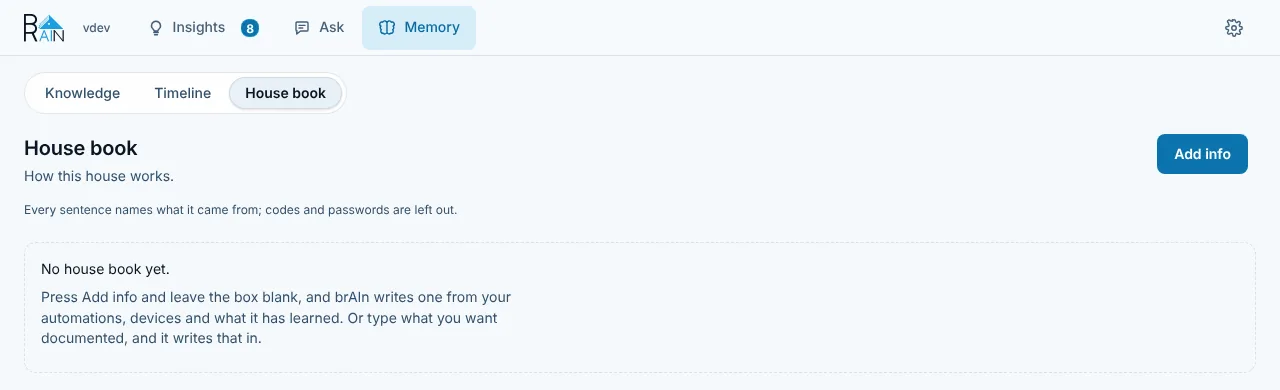 BRAIN
vdev
Insights
8
Ask
Memory
Knowledge
Timeline
House book
House book
Add info
How this house works.
Every sentence names what it came from; codes and passwords are left out.
No house book yet.
Press Add info and leave the box blank, and brAIn writes one from your
automations, devices and what it has learned. Or type what you want
documented, and it writes that in.